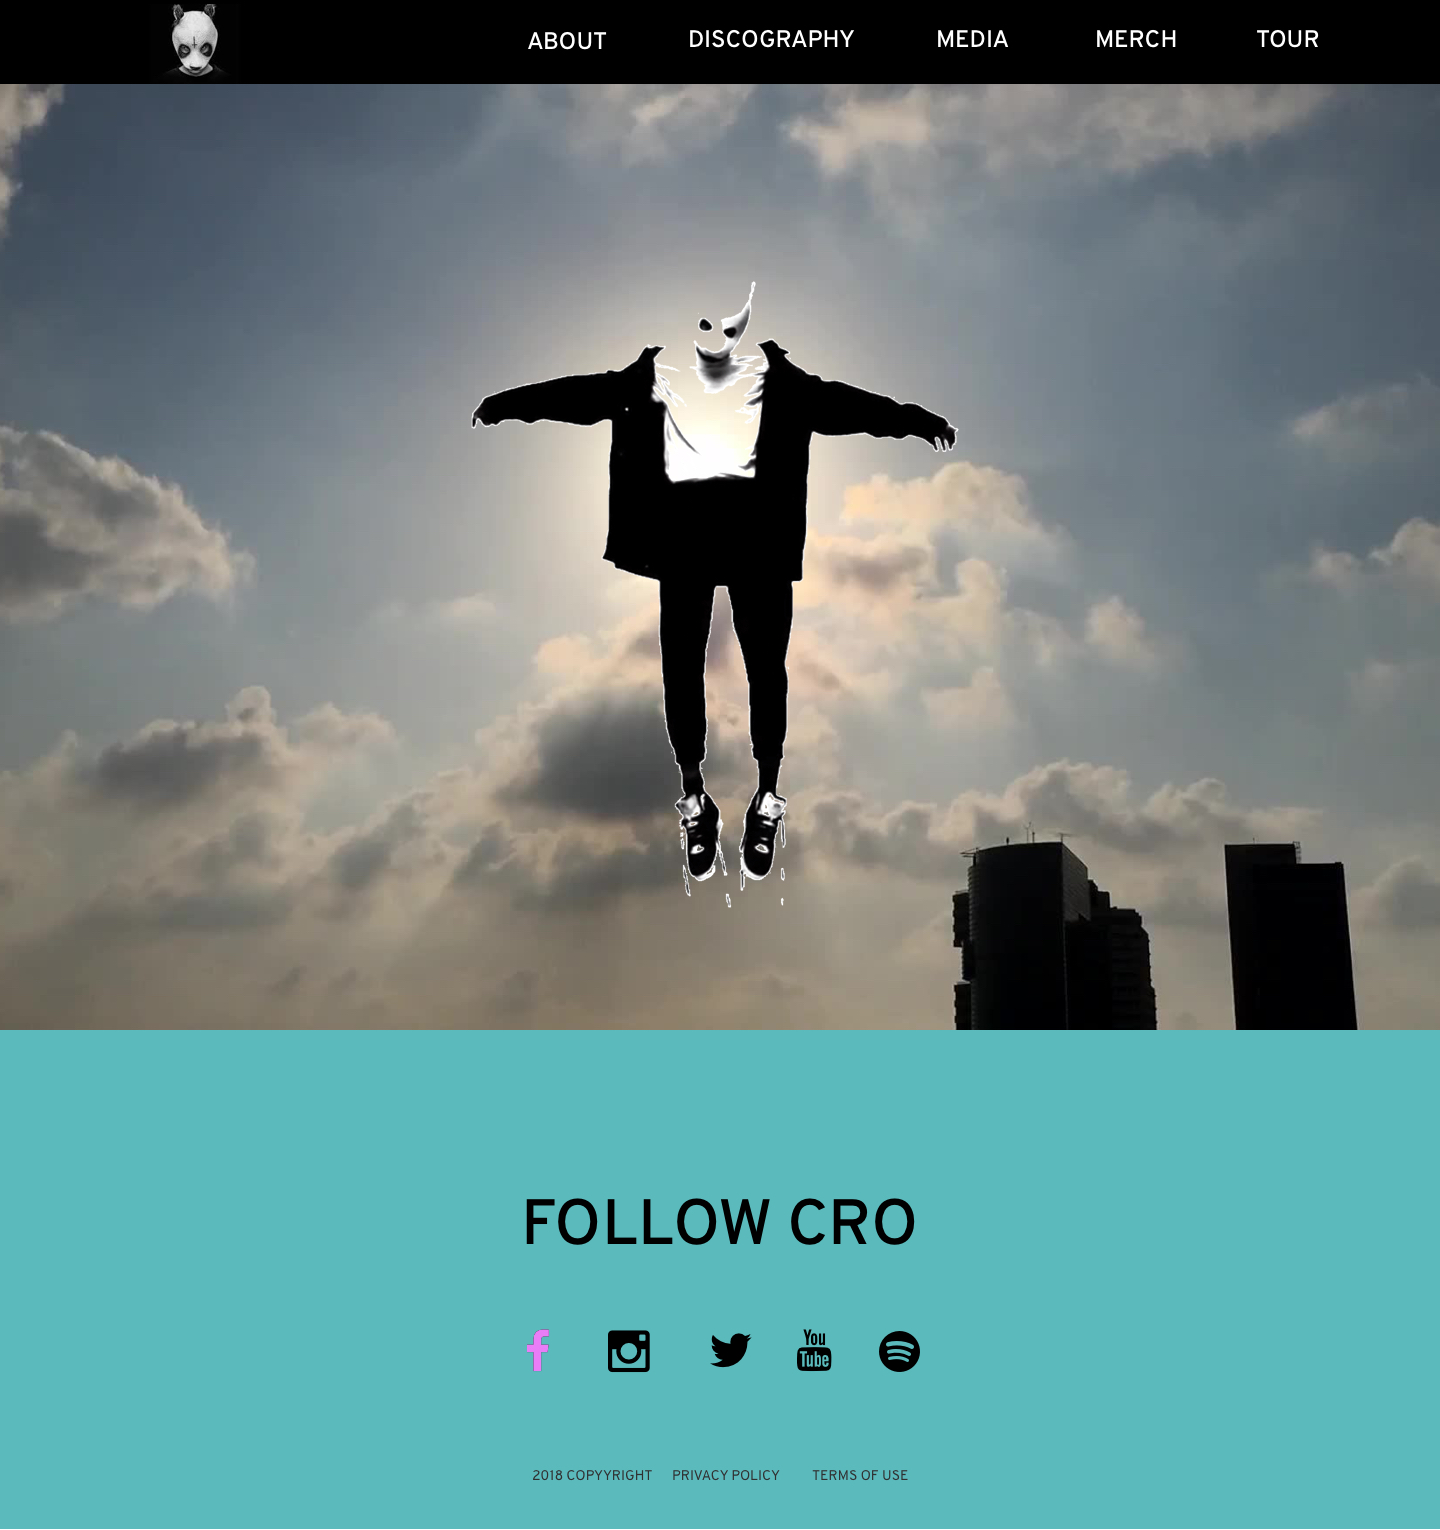 ABOUT DISCOGRAPHY MEDIA MERCH TOUR
FOLLOW CRO
f You Tube
2018 COPYYRIGHT PRIVACY POLICY TERMS OF USE